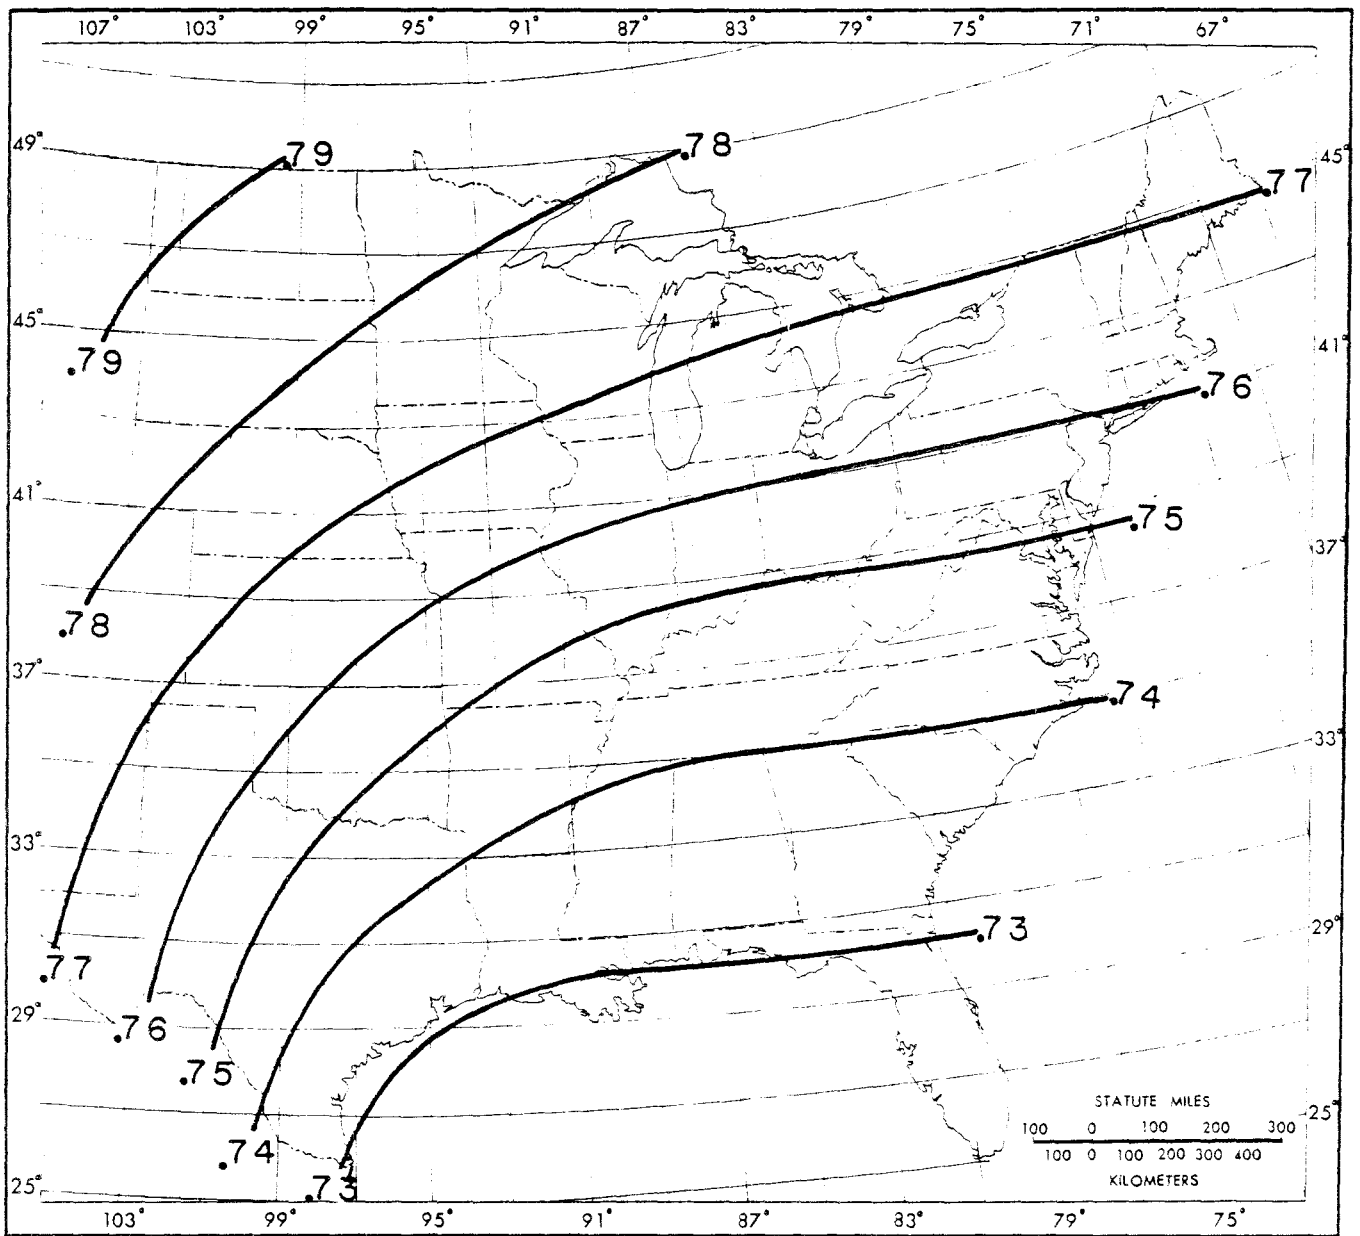 107° 103° 99° 95° 91° 87° 83° 79° 75° 71° 67°
49° .79 .78 45°
.77
45° .79 41°
.76
41° .75 37°
.78
37° .74 33°
33° .73 29°
.77
29° .76
.75
STATUTE MILES
25°
100 0 100 200 300
.74 100 0 100 200 300 400
25° .73 KILOMETERS
103° 99° 95° 91° 87° 83° 79° 75°